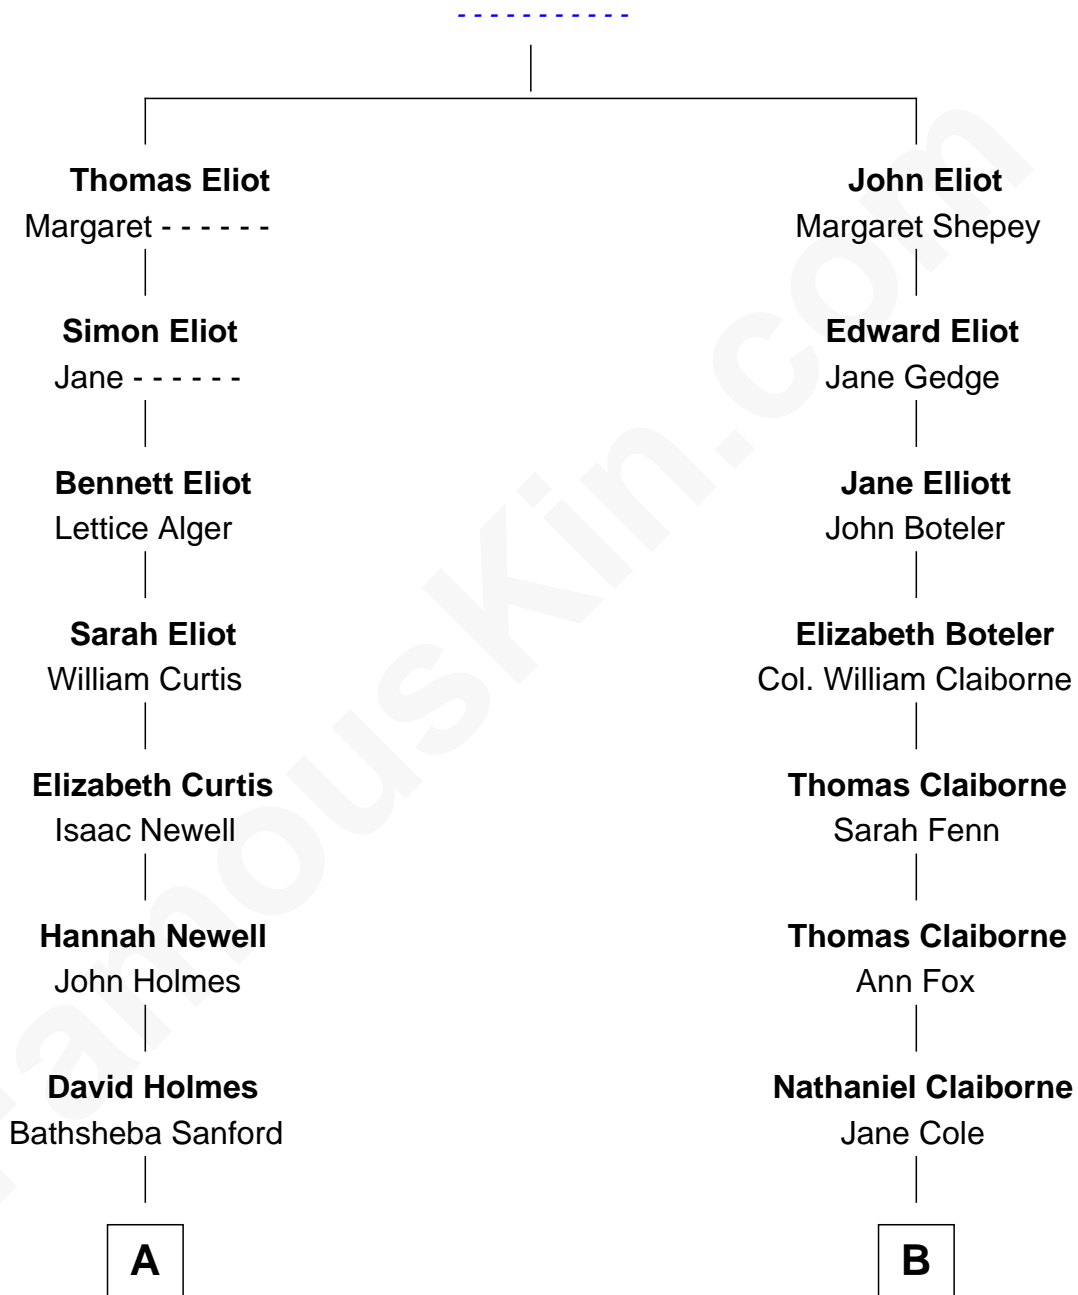 - - - - - - - - - - -
Thomas Eliot
Margaret - - - - - -
John Eliot
Margaret Shepey
Simon Eliot
Jane - - - - - -
Edward Eliot
Jane Gedge
Bennett Eliot
Lettice Alger
Jane Elliott
John Boteler
Sarah Eliot
William Curtis
Elizabeth Boteler
Col. William Claiborne
Elizabeth Curtis
Isaac Newell
Thomas Claiborne
Sarah Fenn
Hannah Newell
John Holmes
Thomas Claiborne
Ann Fox
David Holmes
Bathsheba Sanford
Nathaniel Claiborne
Jane Cole
A
B
FamousKin.com